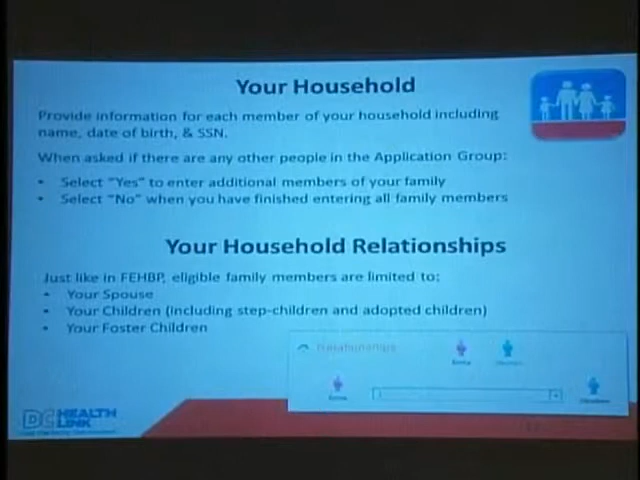 Your Household
Provide information for each member of your household including
name, date of birth, & SSN.
When asked if there are any other people in the Application Group:
• Select "Yes" to enter additional members of your family
• Select "No" when you have finished entering all family members
Your Household Relationships
Just like in FEHBP, eligible family members are limited to:
• Your Spouse
• Your Children (Including step-children and adopted children)
• Your Foster Children
Relationships
DC HEALTH
LINK